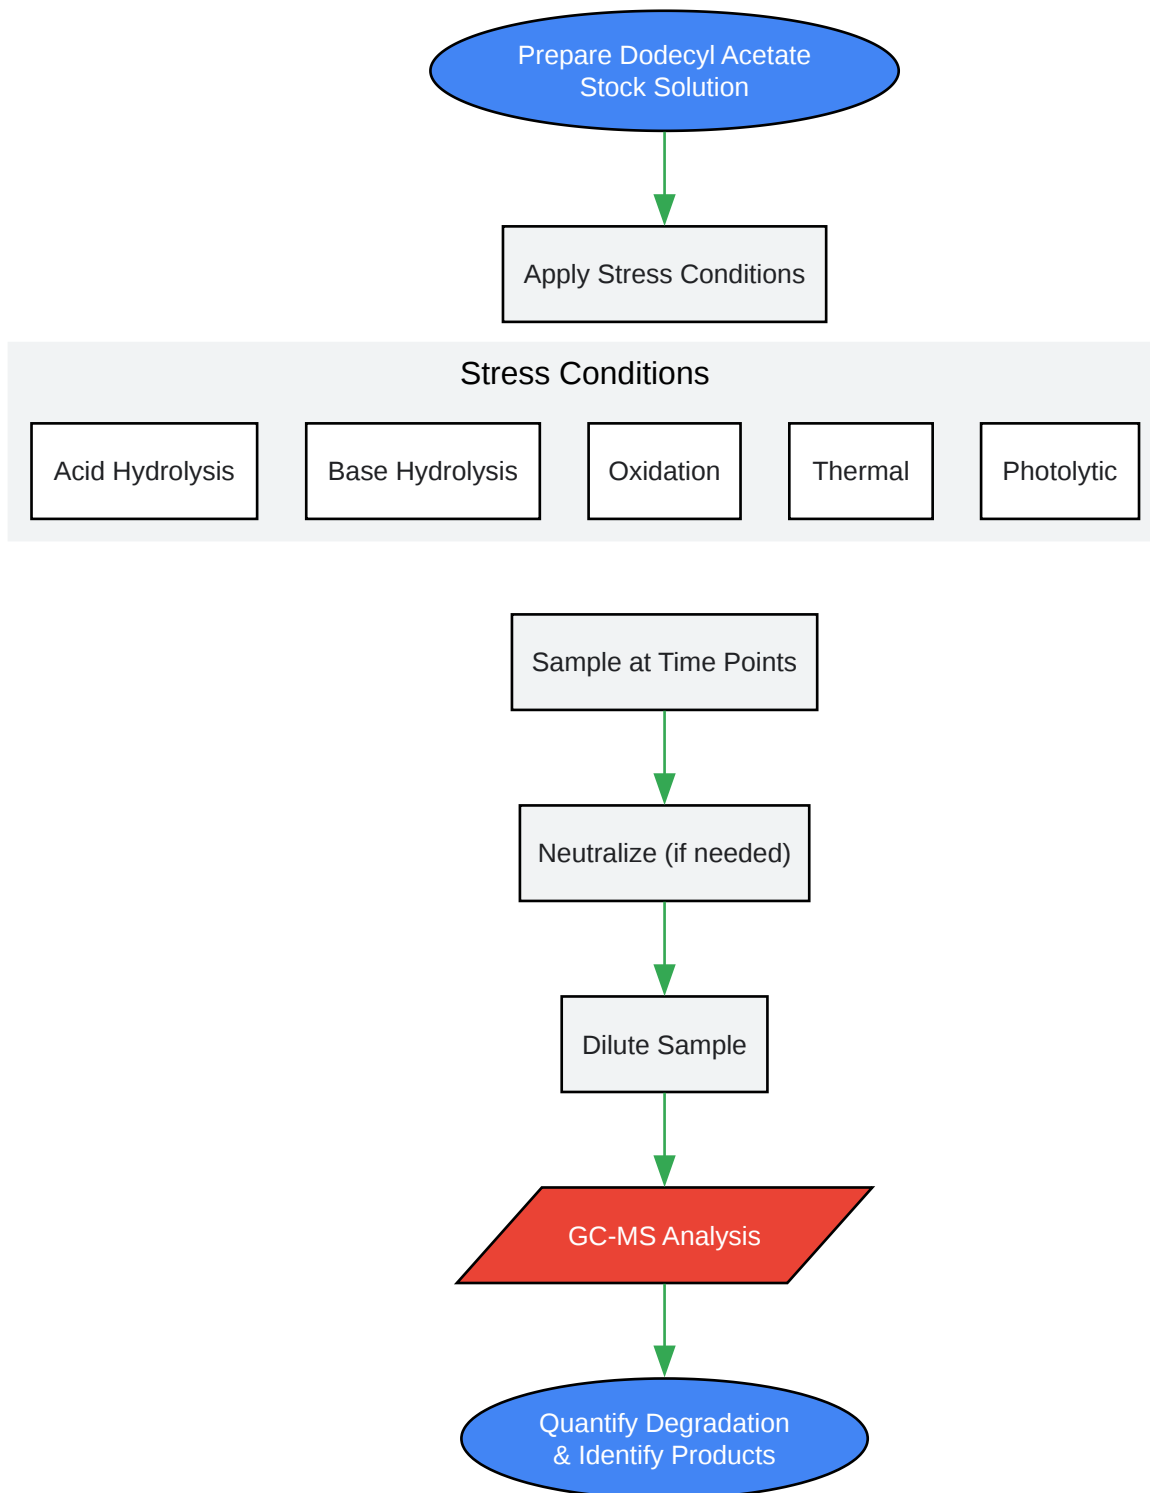 Prepare Dodecyl Acetate
Stock Solution
Apply Stress Conditions
Stress Conditions
Acid Hydrolysis
Base Hydrolysis
Oxidation
Thermal
Photolytic
Sample at Time Points
Neutralize (if needed)
Dilute Sample
GC-MS Analysis
Quantify Degradation
& Identify Products